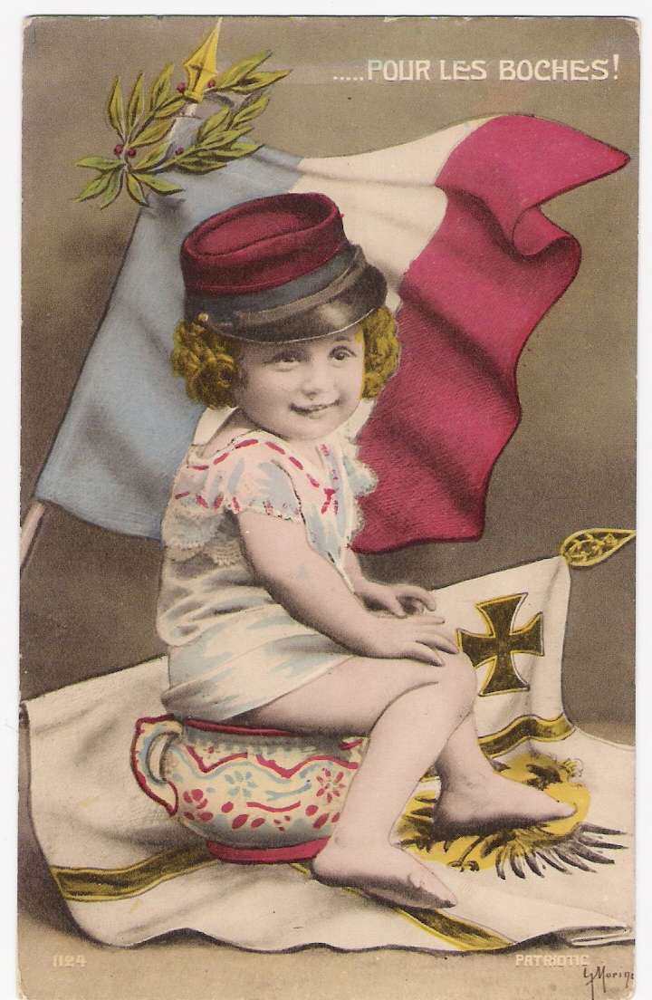 .....POUR LES BOCHES!
1124
PATRIOTIC